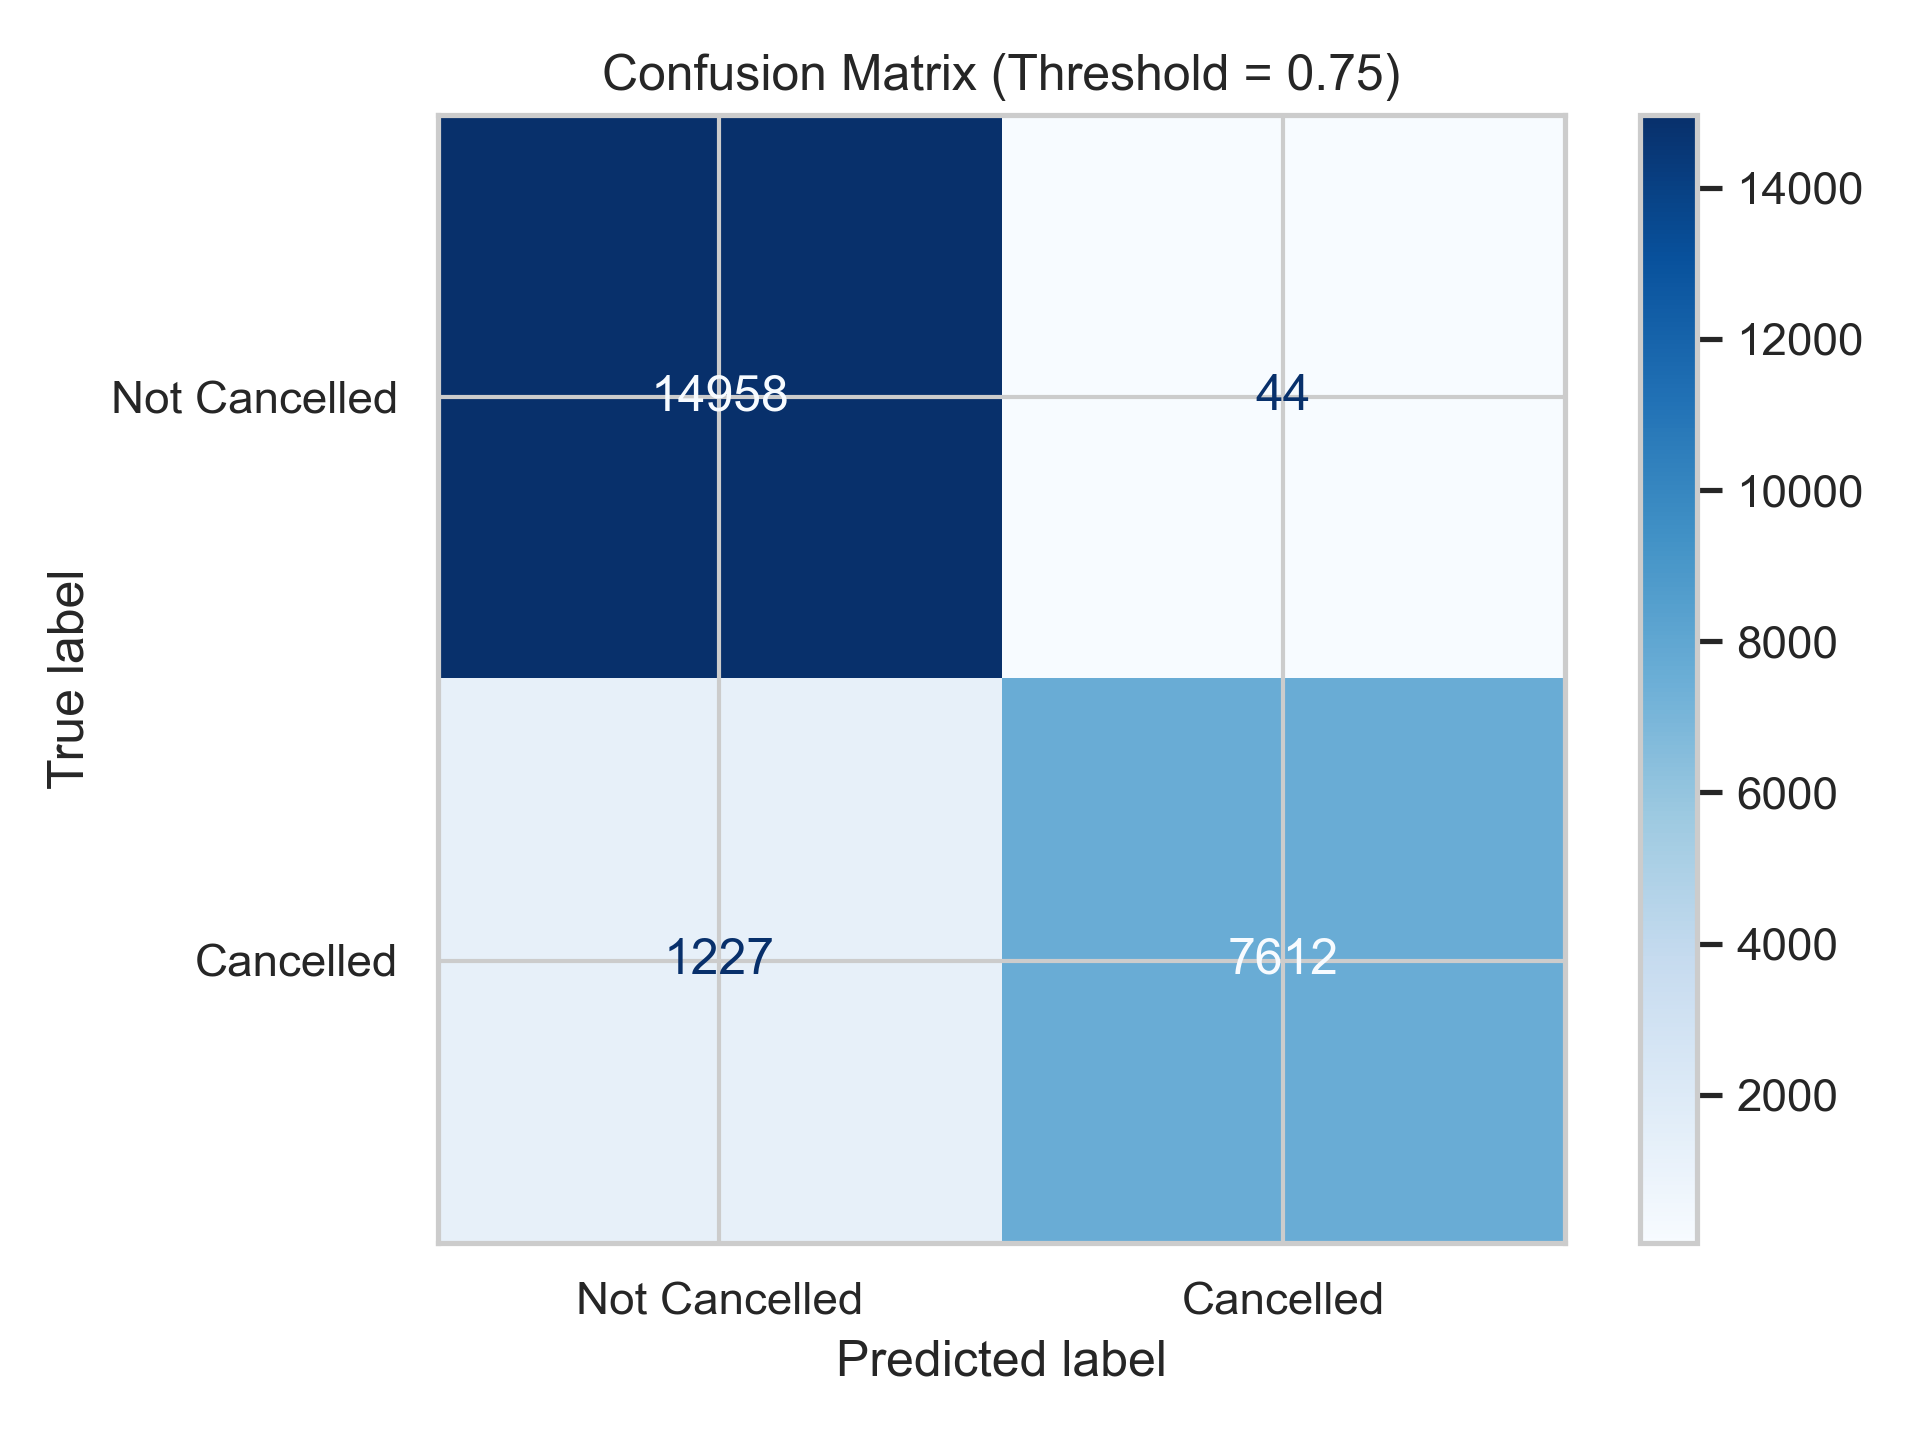 Confusion Matrix (Threshold = 0.75)
True label
Not Cancelled
Cancelled
14958
44
1227
7612
Not Cancelled
Cancelled
Predicted label
14000
12000
10000
8000
6000
4000
2000